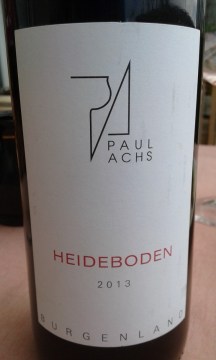 PAUL
ACHS
HEIDEBODEN
2013
BURGENLAND